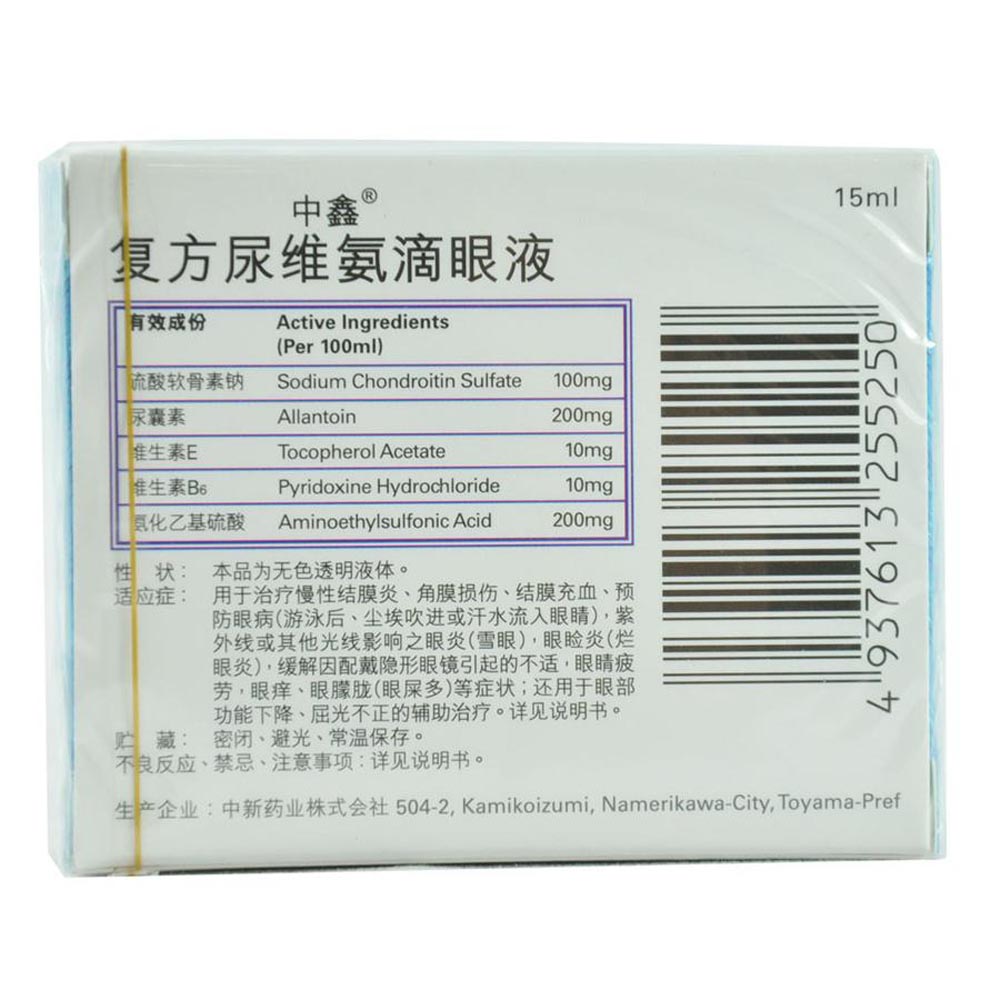 15ml
中鑫®
复方尿维氨滴眼液
有效成份 Active Ingredients
(Per 100ml)
硫酸软骨素钠 Sodium Chondroitin Sulfate 100mg
尿囊素 Allantoin 200mg
维生素E Tocopherol Acetate 10mg
维生素B6 Pyridoxine Hydrochloride 10mg
氨化乙基硫酸 Aminoethylsulfonic Acid 200mg
性 状： 本品为无色透明液体。
适应症： 用于治疗慢性结膜炎、角膜损伤、结膜充血、预
防眼病(游泳后、尘埃吹进或汗水流入眼睛)，紫
外线或其他光线影响之眼炎(雪眼)，眼睑炎(烂
眼炎)，缓解因配戴隐形眼镜引起的不适，眼睛疲
劳，眼痒、眼朦胧(眼屎多)等症状；还用于眼部
功能下降、屈光不正的辅助治疗。详见说明书。
贮 藏： 密闭、避光、常温保存。
不良反应、禁忌、注意事项：详见说明书。
生产企业：中新药业株式会社 504-2, Kamikoizumi, Namerikawa-City, Toyama-Pref
4 937613 255250